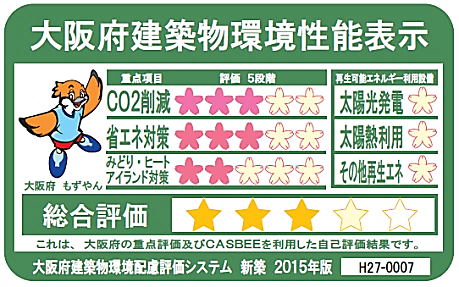 大阪府建築物環境性能表示
重点項目 評価 5段階 再生可能エネルギー利用設備
CO2削減 太陽光発電
省エネ対策 太陽熱利用
みどり・ヒート
アイランド対策 その他再生エネ
大阪府 もずやん
総合評価
これは、大阪府の重点評価及びCASBEEを利用した自己評価結果です。
大阪府建築物環境配慮評価システム 新築 2015年版 H27-0007